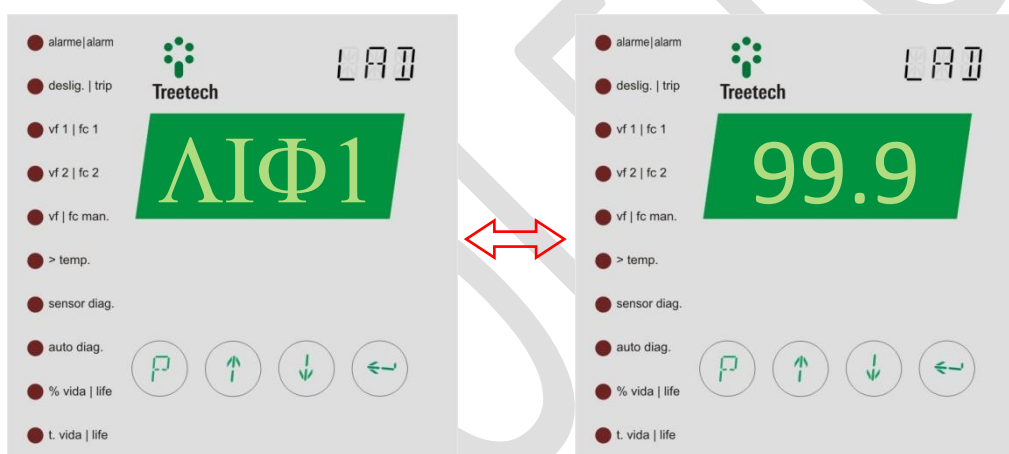 alarme|alarm
deslig. | trip
vf 1 | fc 1
vf 2 | fc 2
vf | fc man.
> temp.
sensor diag.
auto diag.
% vida | life
t. vida | life
Treetech
LAD
ΛΙΦ1
P ↑ ↓ ↵
alarme|alarm
deslig. | trip
vf 1 | fc 1
vf 2 | fc 2
vf | fc man.
> temp.
sensor diag.
auto diag.
% vida | life
t. vida | life
Treetech
LAD
99.9
P ↑ ↓ ↵